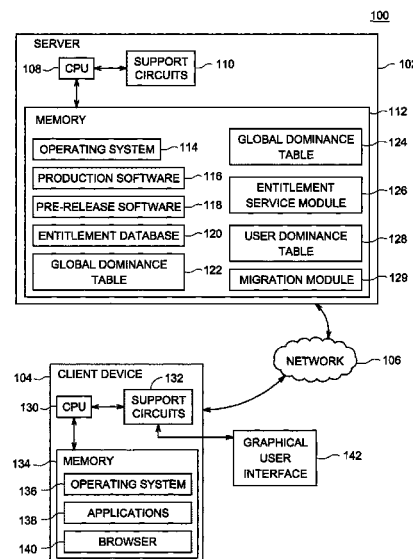 100
SERVER
102
108
CPU
SUPPORT
CIRCUITS
110
MEMORY
112
OPERATING SYSTEM
114
PRODUCTION SOFTWARE
116
PRE-RELEASE SOFTWARE
118
ENTITLEMENT DATABASE
120
GLOBAL DOMINANCE
TABLE
122
GLOBAL DOMINANCE
TABLE
124
ENTITLEMENT
SERVICE MODULE
126
USER DOMINANCE
TABLE
128
MIGRATION MODULE
129
NETWORK
106
104
CLIENT DEVICE
132
130
CPU
SUPPORT
CIRCUITS
134
MEMORY
136
OPERATING SYSTEM
138
APPLICATIONS
140
BROWSER
GRAPHICAL
USER
INTERFACE
142